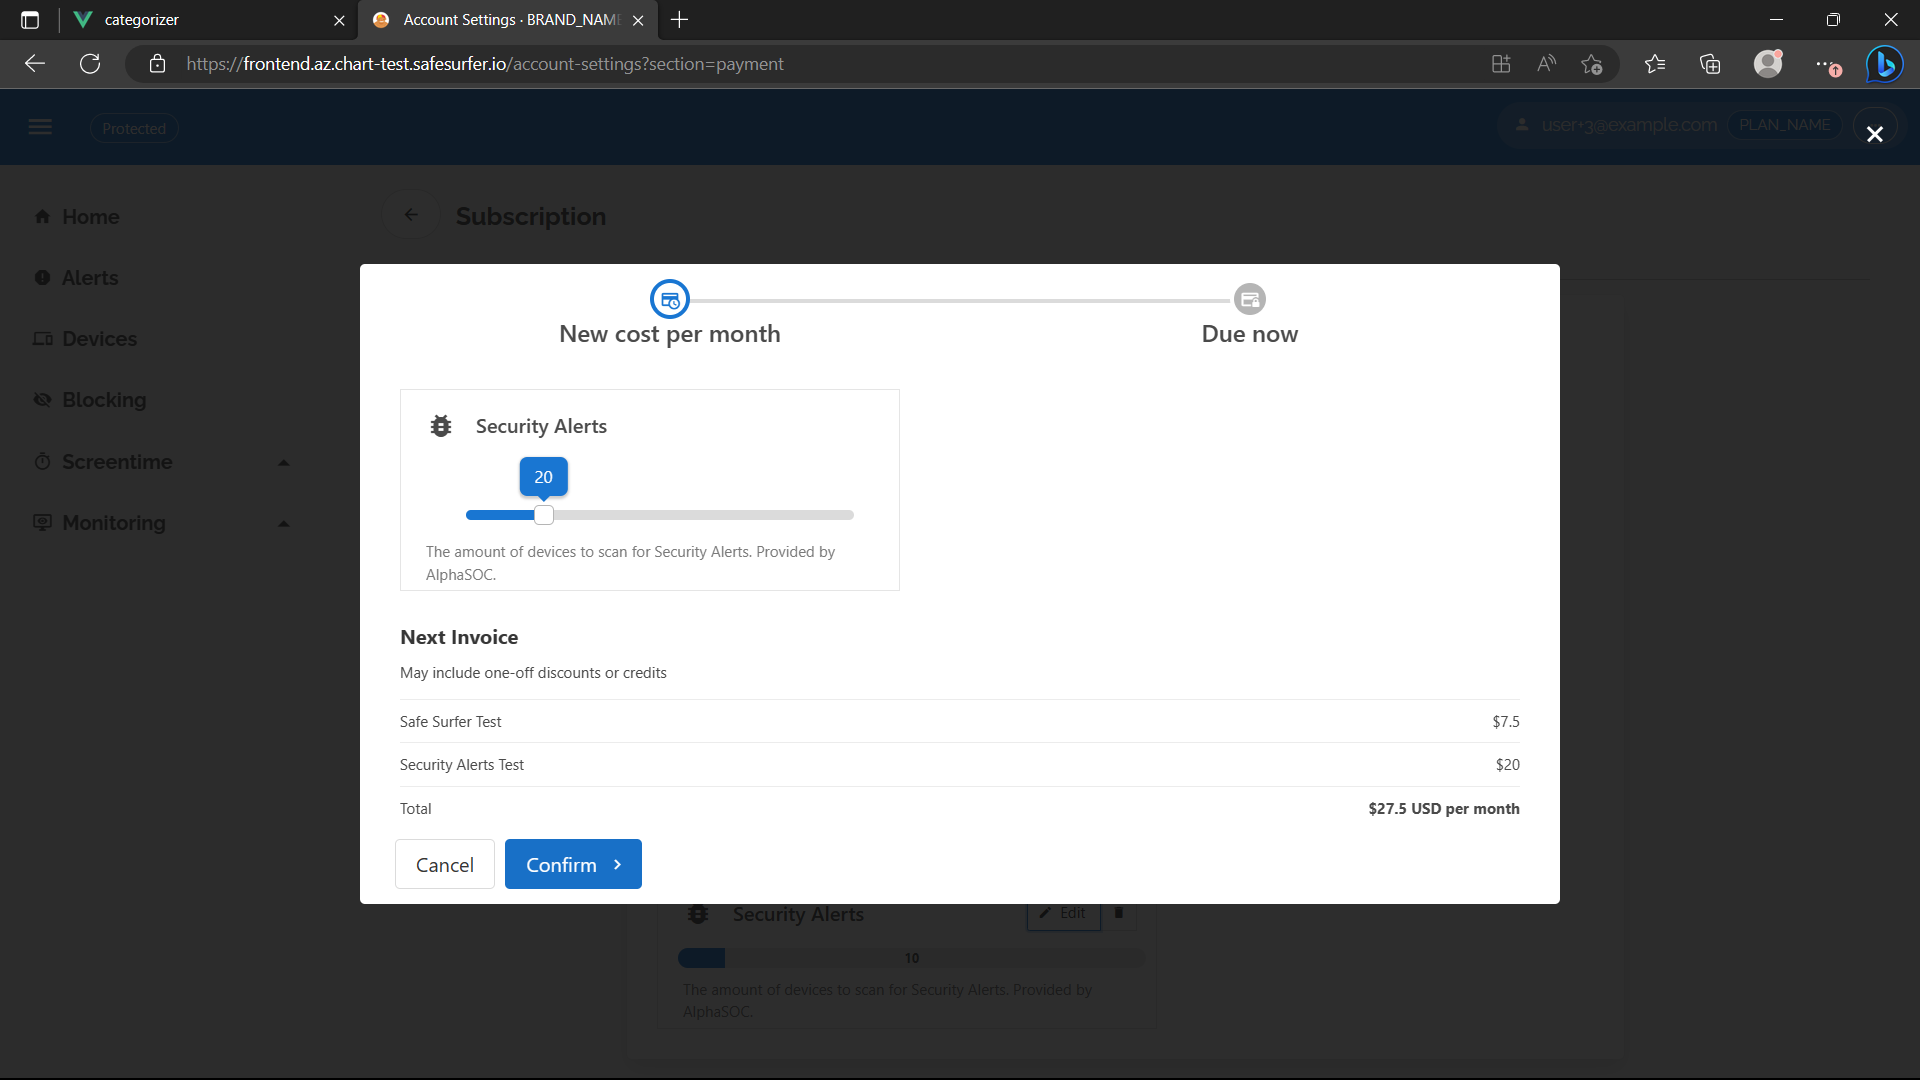 categorizer
Account Settings · BRAND_NAME
https://frontend.az.chart-test.safesurfer.io/account-settings?section=payment
Protected
user+3@example.com
PLAN_NAME
Home
Alerts
Devices
Blocking
Screentime
Monitoring
Subscription
New cost per month
Due now
Security Alerts
20
The amount of devices to scan for Security Alerts. Provided by
AlphaSOC.
Next Invoice
May include one-off discounts or credits
Safe Surfer Test $7.5
Security Alerts Test $20
Total $27.5 USD per month
Cancel
Confirm
Security Alerts
Edit
10
The amount of devices to scan for Security Alerts. Provided by
AlphaSOC.